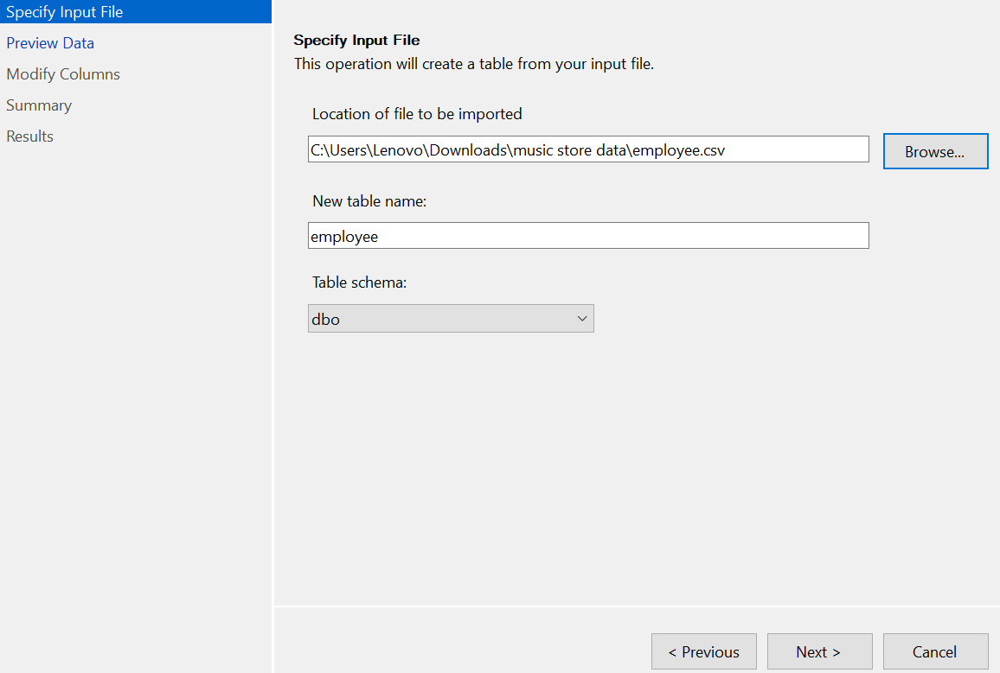 Specify Input File
Preview Data
Modify Columns
Summary
Results
Specify Input File
This operation will create a table from your input file.
Location of file to be imported
C:\Users\Lenovo\Downloads\music store data\employee.csv
Browse...
New table name:
employee
Table schema:
dbo
< Previous
Next >
Cancel